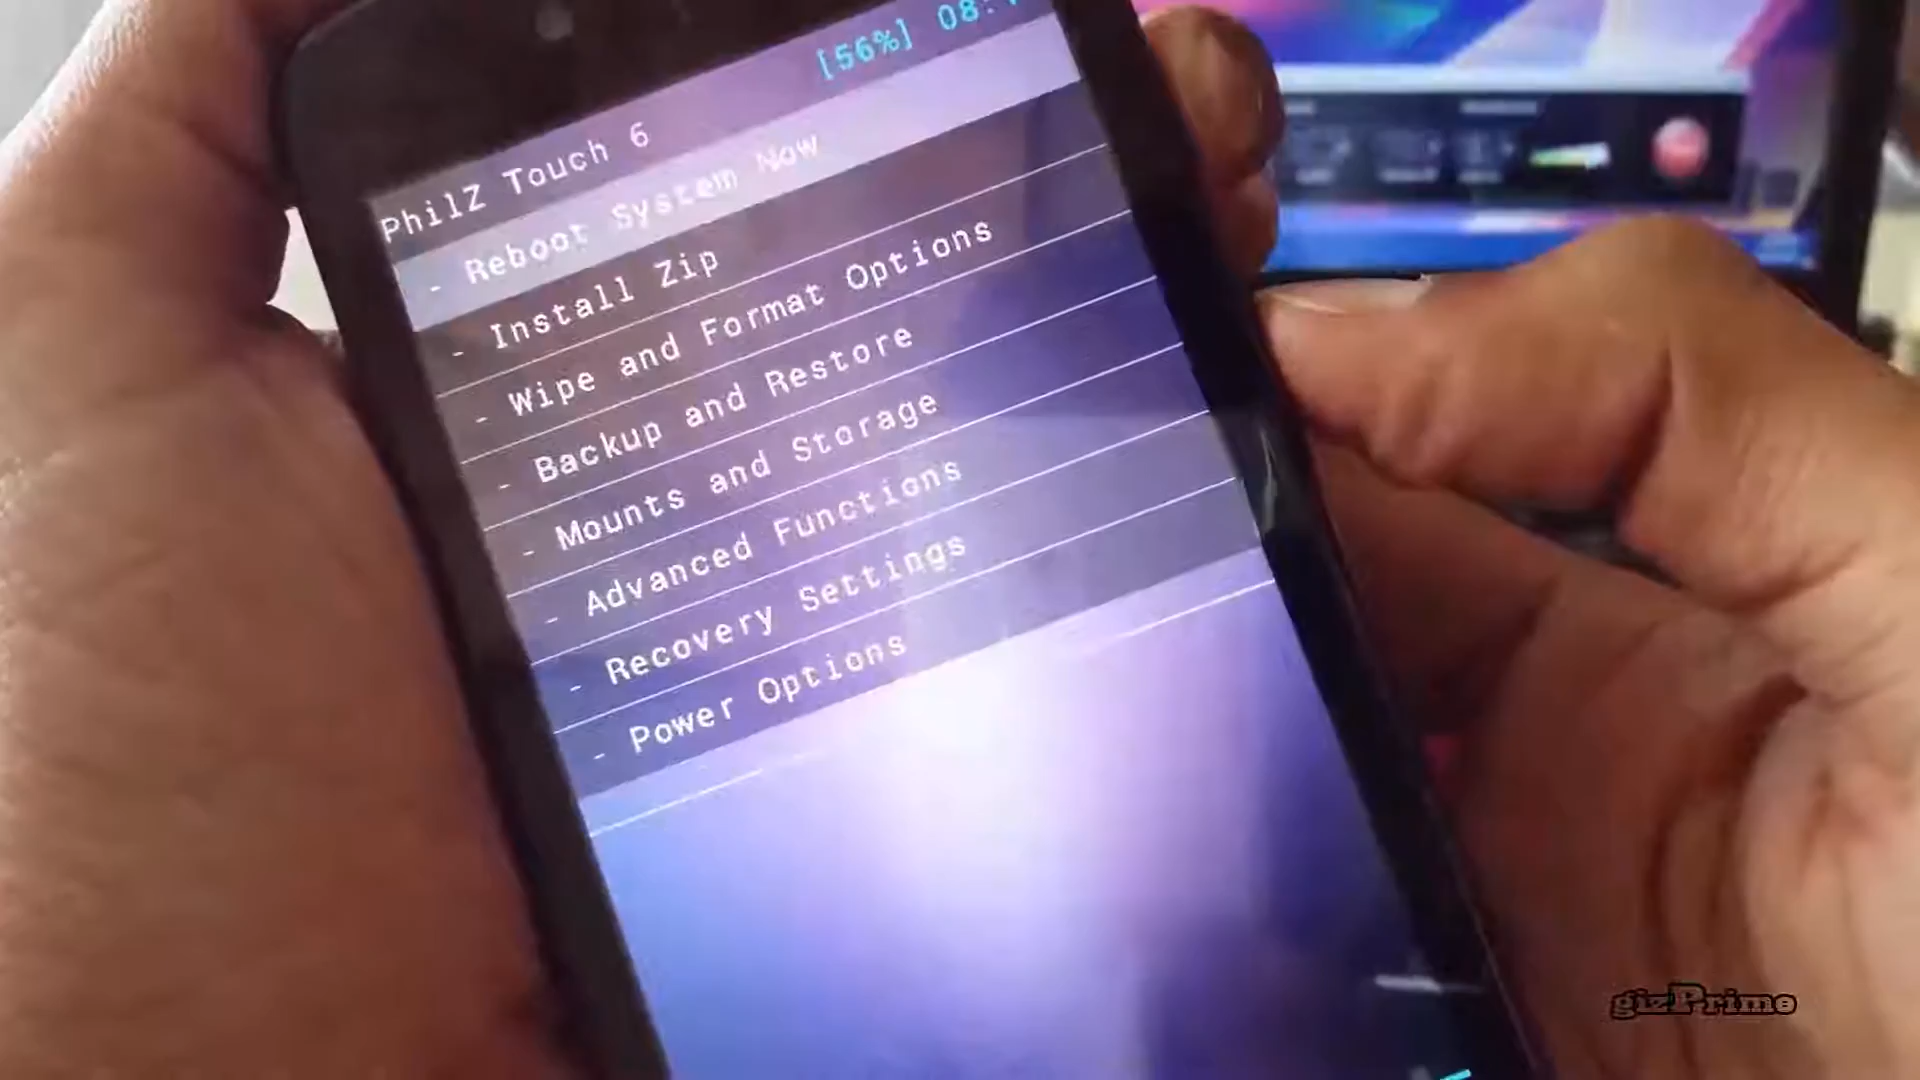 [56%] 08:
PhilZ Touch 6
- Reboot System Now
- Install Zip
- Wipe and Format Options
- Backup and Restore
- Mounts and Storage
- Advanced Functions
- Recovery Settings
- Power Options
gizPrime